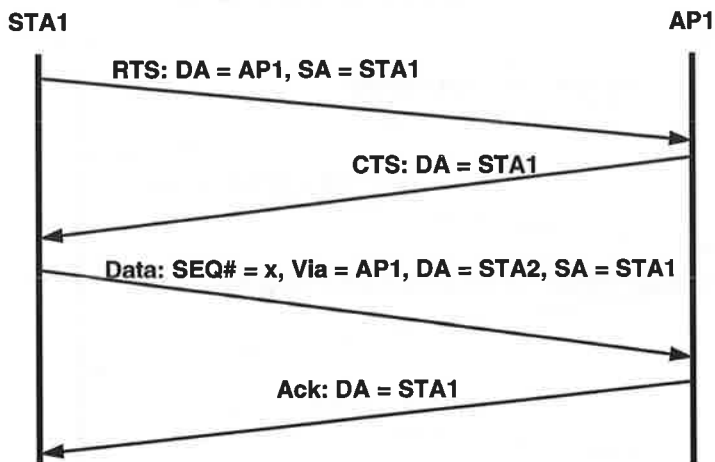 STA1
AP1
RTS: DA = AP1, SA = STA1
CTS: DA = STA1
Data: SEQ# = x, Via = AP1, DA = STA2, SA = STA1
Ack: DA = STA1